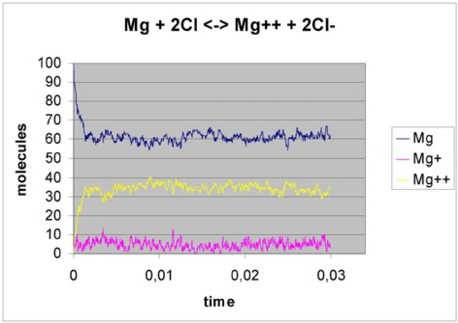 Mg + 2Cl <-> Mg++ + 2Cl-
molecules
100
90
80
70
60
50
40
30
20
10
0
0 0,01 0,02 0,03
time
Mg
Mg+
Mg++